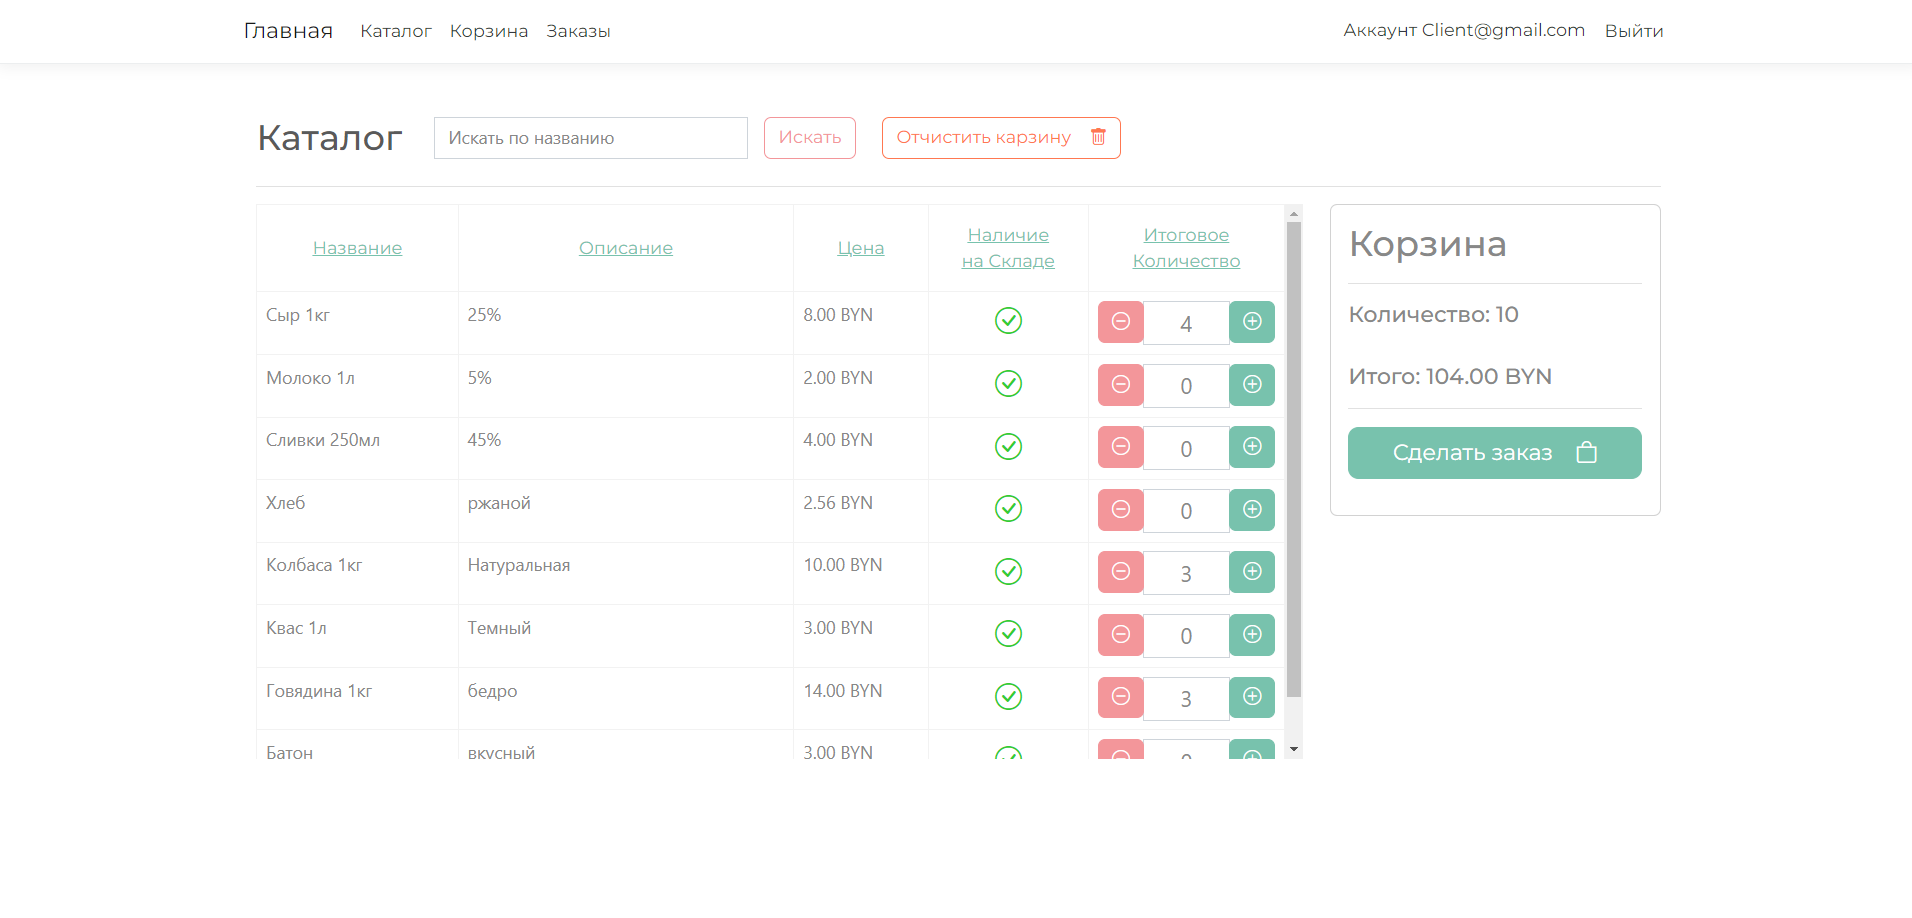 Главная Каталог Корзина Заказы Аккаунт Client@gmail.com Выйти
Каталог Искать по названию Искать Отчистить карзину
Название Описание Цена Наличие на Складе Итоговое Количество
Сыр 1кг 25% 8.00 BYN 4
Молоко 1л 5% 2.00 BYN 0
Сливки 250мл 45% 4.00 BYN 0
Хлеб ржаной 2.56 BYN 0
Колбаса 1кг Натуральная 10.00 BYN 3
Квас 1л Темный 3.00 BYN 0
Говядина 1кг бедро 14.00 BYN 3
Батон вкусный 3.00 BYN
Корзина
Количество: 10
Итого: 104.00 BYN
Сделать заказ